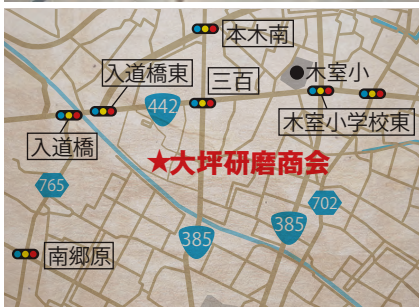 本木南
入道橋東
三百
木室小
442
木室小学校東
入道橋
★大坪研磨商会
765
702
385
385
南郷原